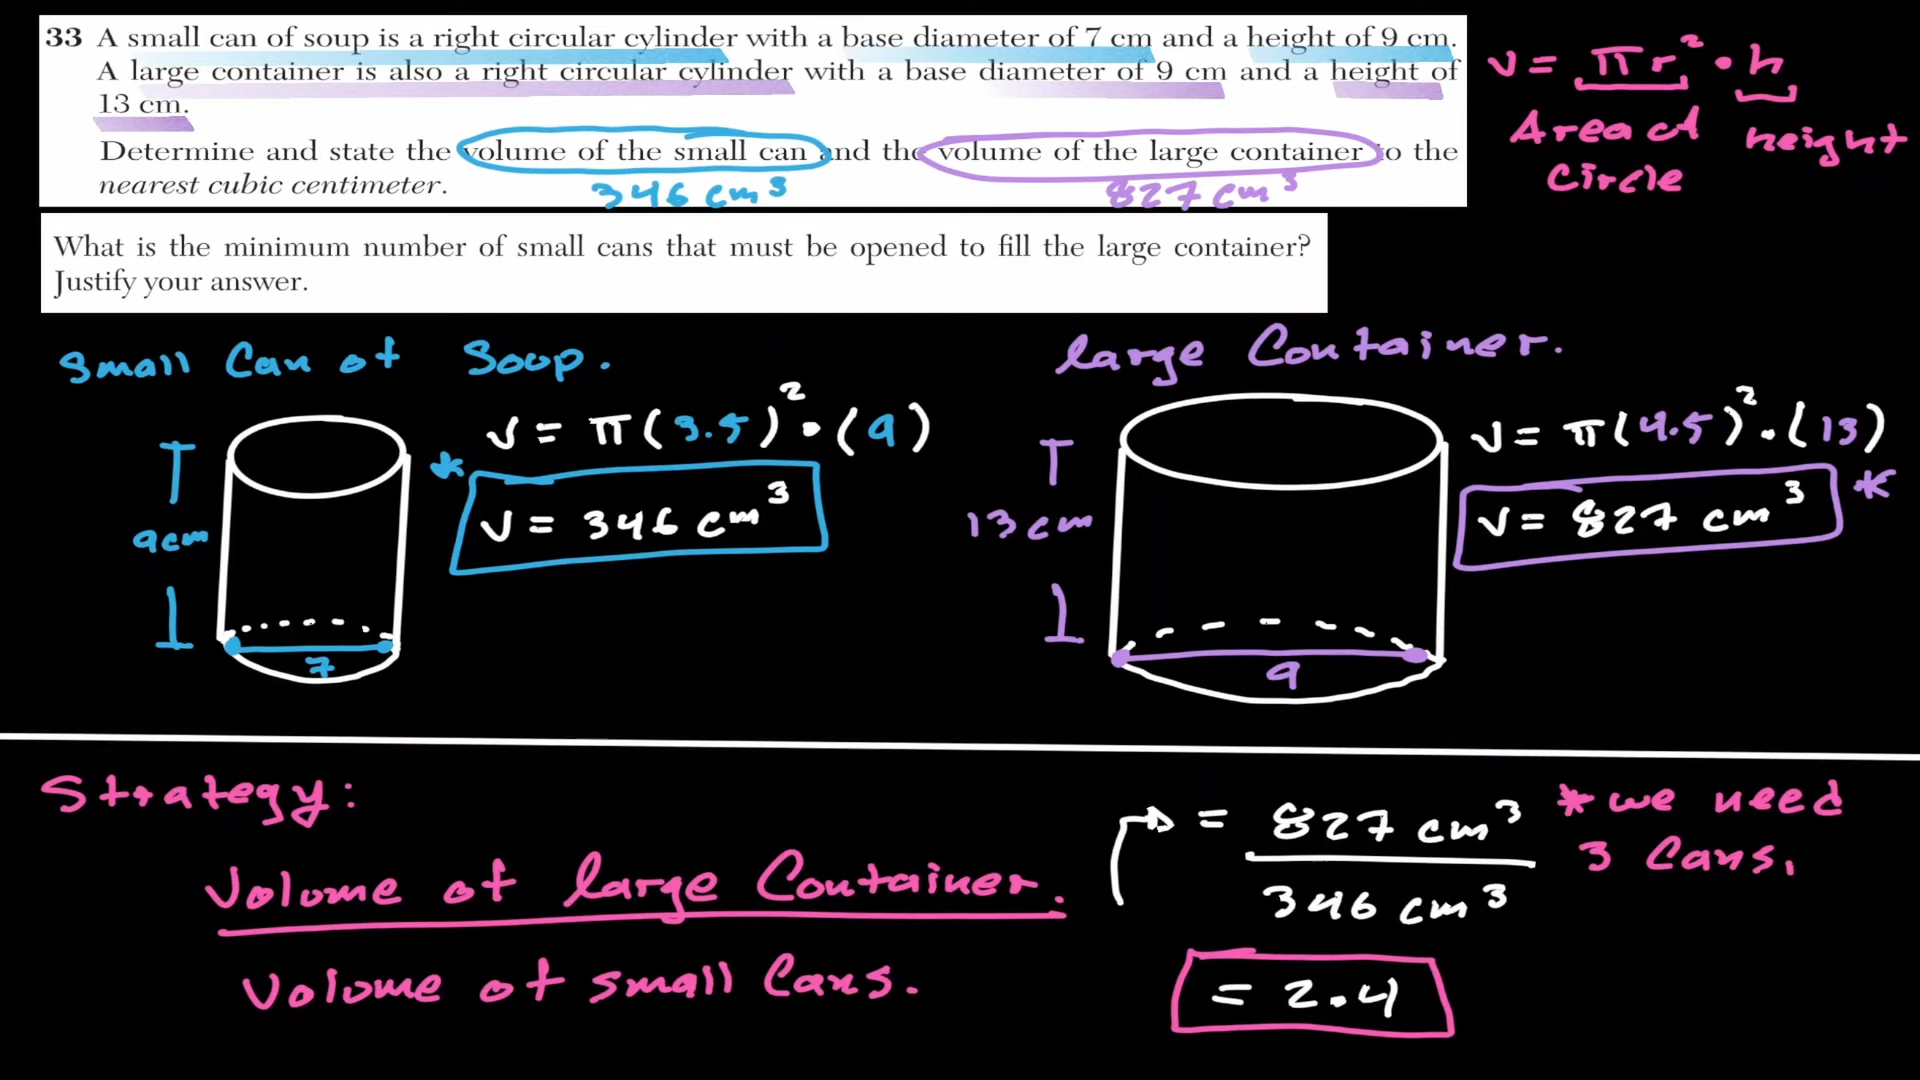 33 A small can of soup is a right circular cylinder with a base diameter of 7 cm and a height of 9 cm.
A large container is also a right circular cylinder with a base diameter of 9 cm and a height of
13 cm.
Determine and state the volume of the small can and the volume of the large container to the
nearest cubic centimeter.
346 cm³
827 cm³
V = πr² • h
Area of Circle
height
What is the minimum number of small cans that must be opened to fill the large container?
Justify your answer.
Small Can of Soup.
9cm
7
V = π(3.5)² • (9)
* V = 346 cm³
large Container.
13cm
9
V = π(4.5)² • (13)
V = 827 cm³ *
Strategy:
Volume of large Container.
Volume of small Cans.
= 827 cm³
346 cm³
= 2.4
* we need
3 Cans.